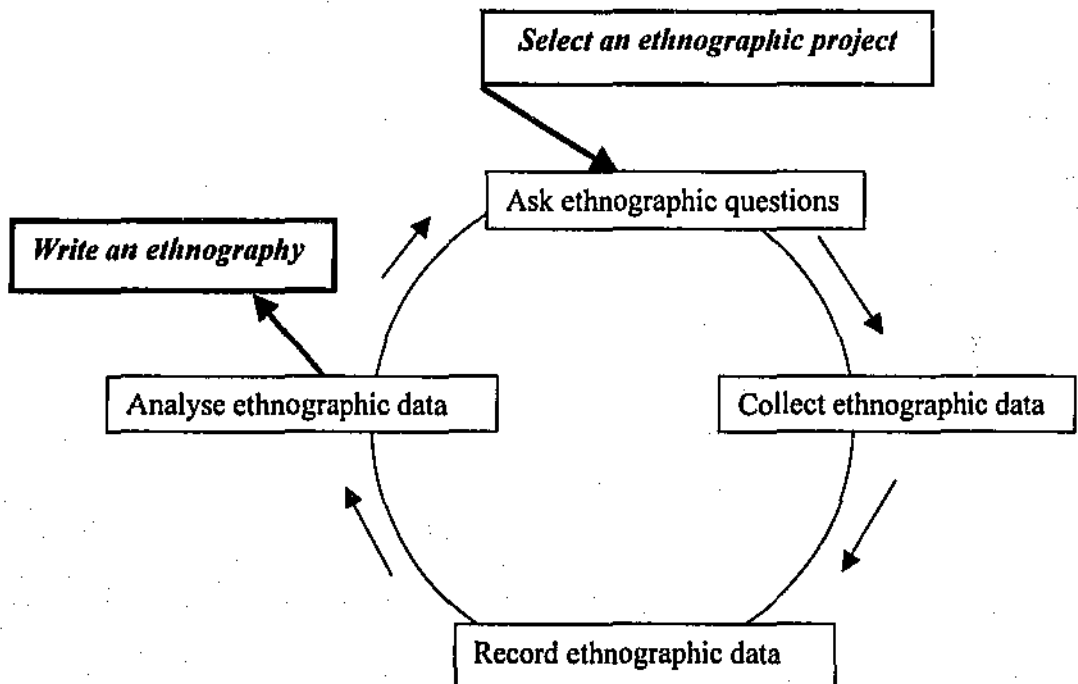 Select an ethnographic project
Ask ethnographic questions
Write an ethnography
Analyse ethnographic data
Collect ethnographic data
Record ethnographic data